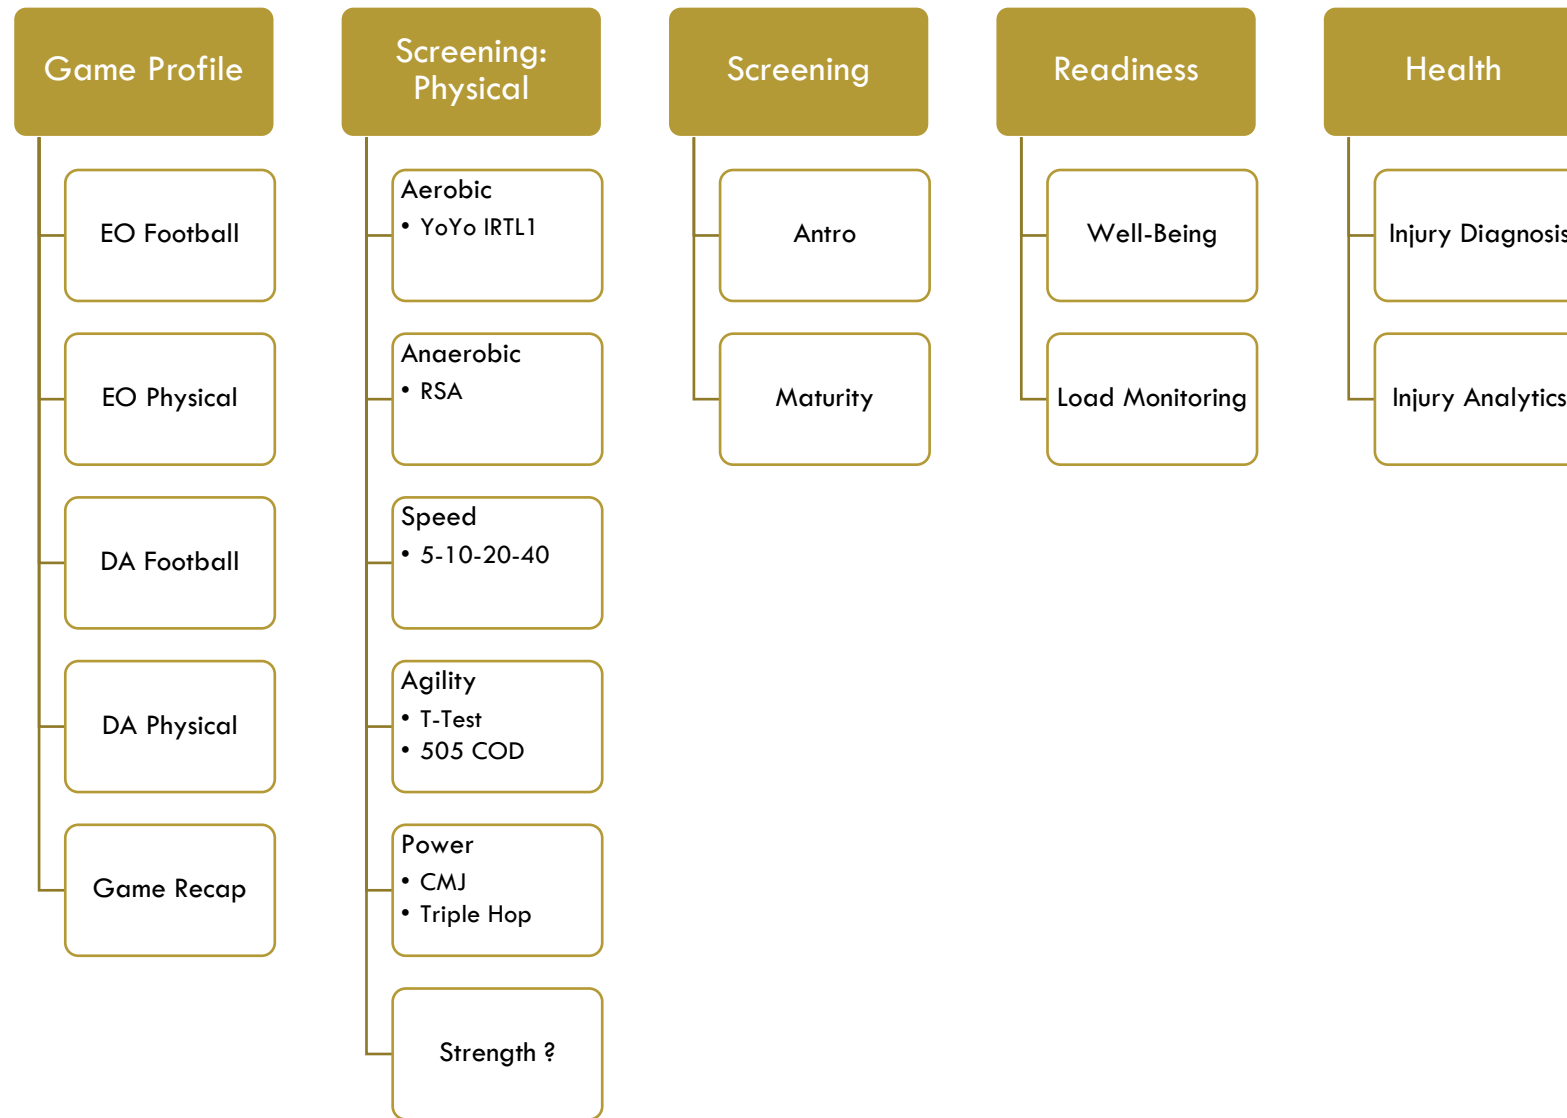 Game Profile
EO Football
EO Physical
DA Football
DA Physical
Game Recap
Screening:
Physical
Aerobic
• YoYo IRTL1
Anaerobic
• RSA
Speed
• 5-10-20-40
Agility
• T-Test
• 505 COD
Power
• CMJ
• Triple Hop
Strength ?
Screening
Antro
Maturity
Readiness
Well-Being
Load Monitoring
Health
Injury Diagnosis
Injury Analytics